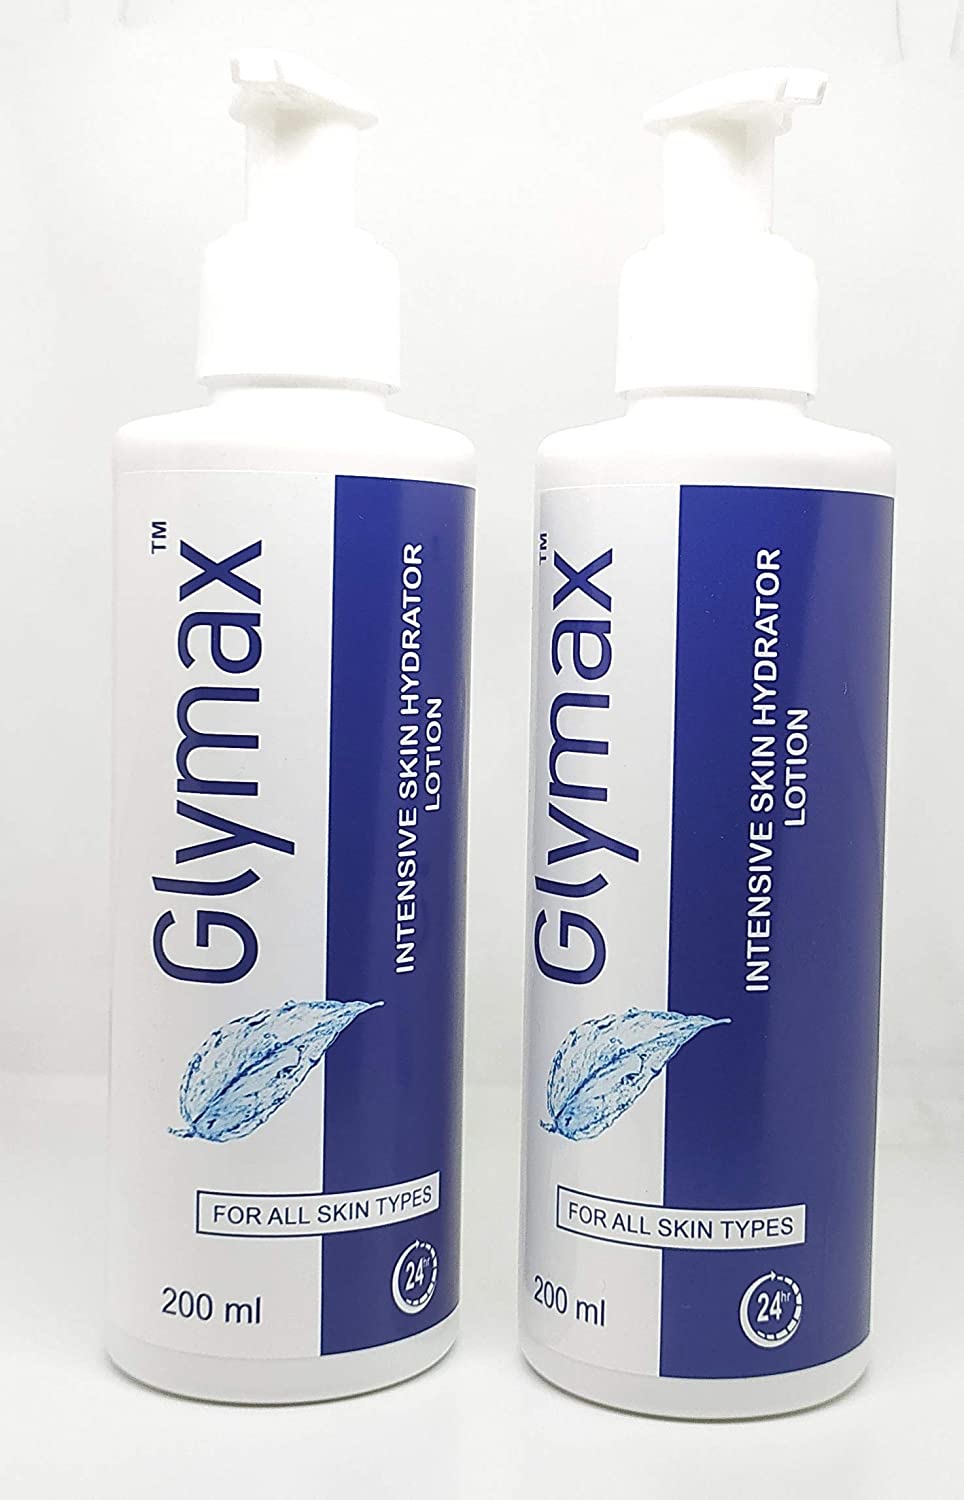 Glymax™
INTENSIVE SKIN HYDRATOR
LOTION
FOR ALL SKIN TYPES
24hr
200 ml
Glymax™
INTENSIVE SKIN HYDRATOR
LOTION
FOR ALL SKIN TYPES
24hr
200 ml